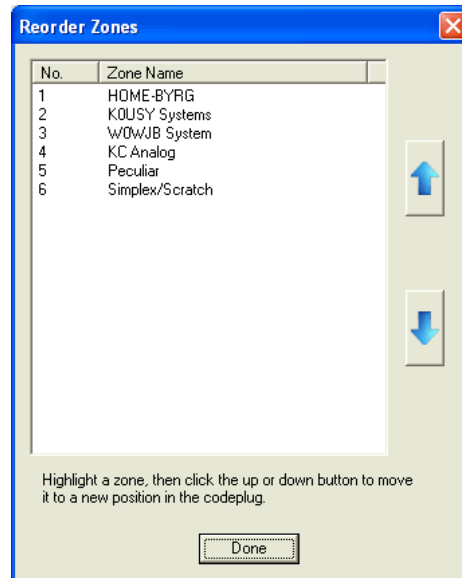 Reorder Zones
No. Zone Name
1 HOME-BYRG
2 K0USY Systems
3 W0WJB System
4 KC Analog
5 Peculiar
6 Simplex/Scratch
Highlight a zone, then click the up or down button to move
it to a new position in the codeplug.
Done